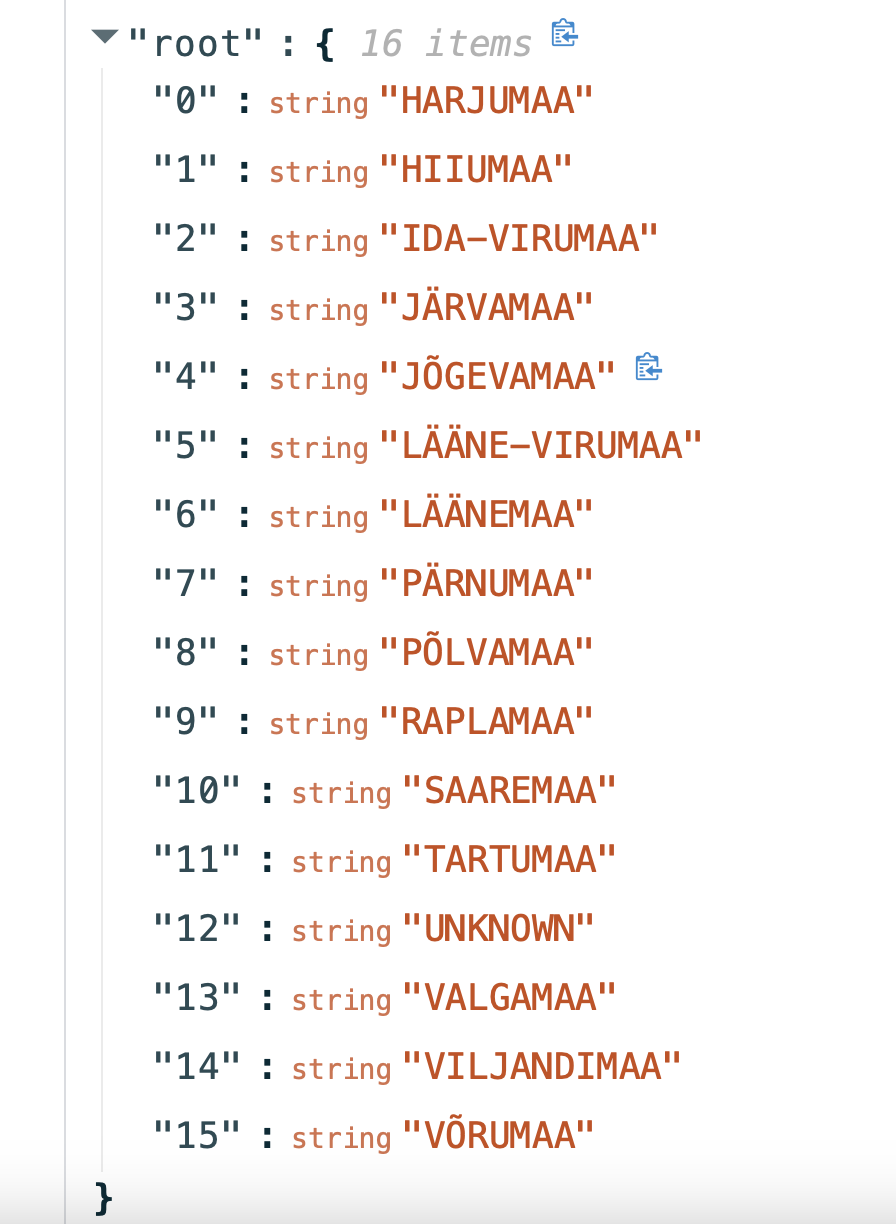 "root" : { 16 items
"0" : string "HARJUMAA"
"1" : string "HIIUMAA"
"2" : string "IDA-VIRUMAA"
"3" : string "JÄRVAMAA"
"4" : string "JÕGEVAMAA"
"5" : string "LÄÄNE-VIRUMAA"
"6" : string "LÄÄNEMAA"
"7" : string "PÄRNUMAA"
"8" : string "PÕLVAMAA"
"9" : string "RAPLAMAA"
"10" : string "SAAREMAA"
"11" : string "TARTUMAA"
"12" : string "UNKNOWN"
"13" : string "VALGAMAA"
"14" : string "VILJANDIMAA"
"15" : string "VÕRUMAA"
}